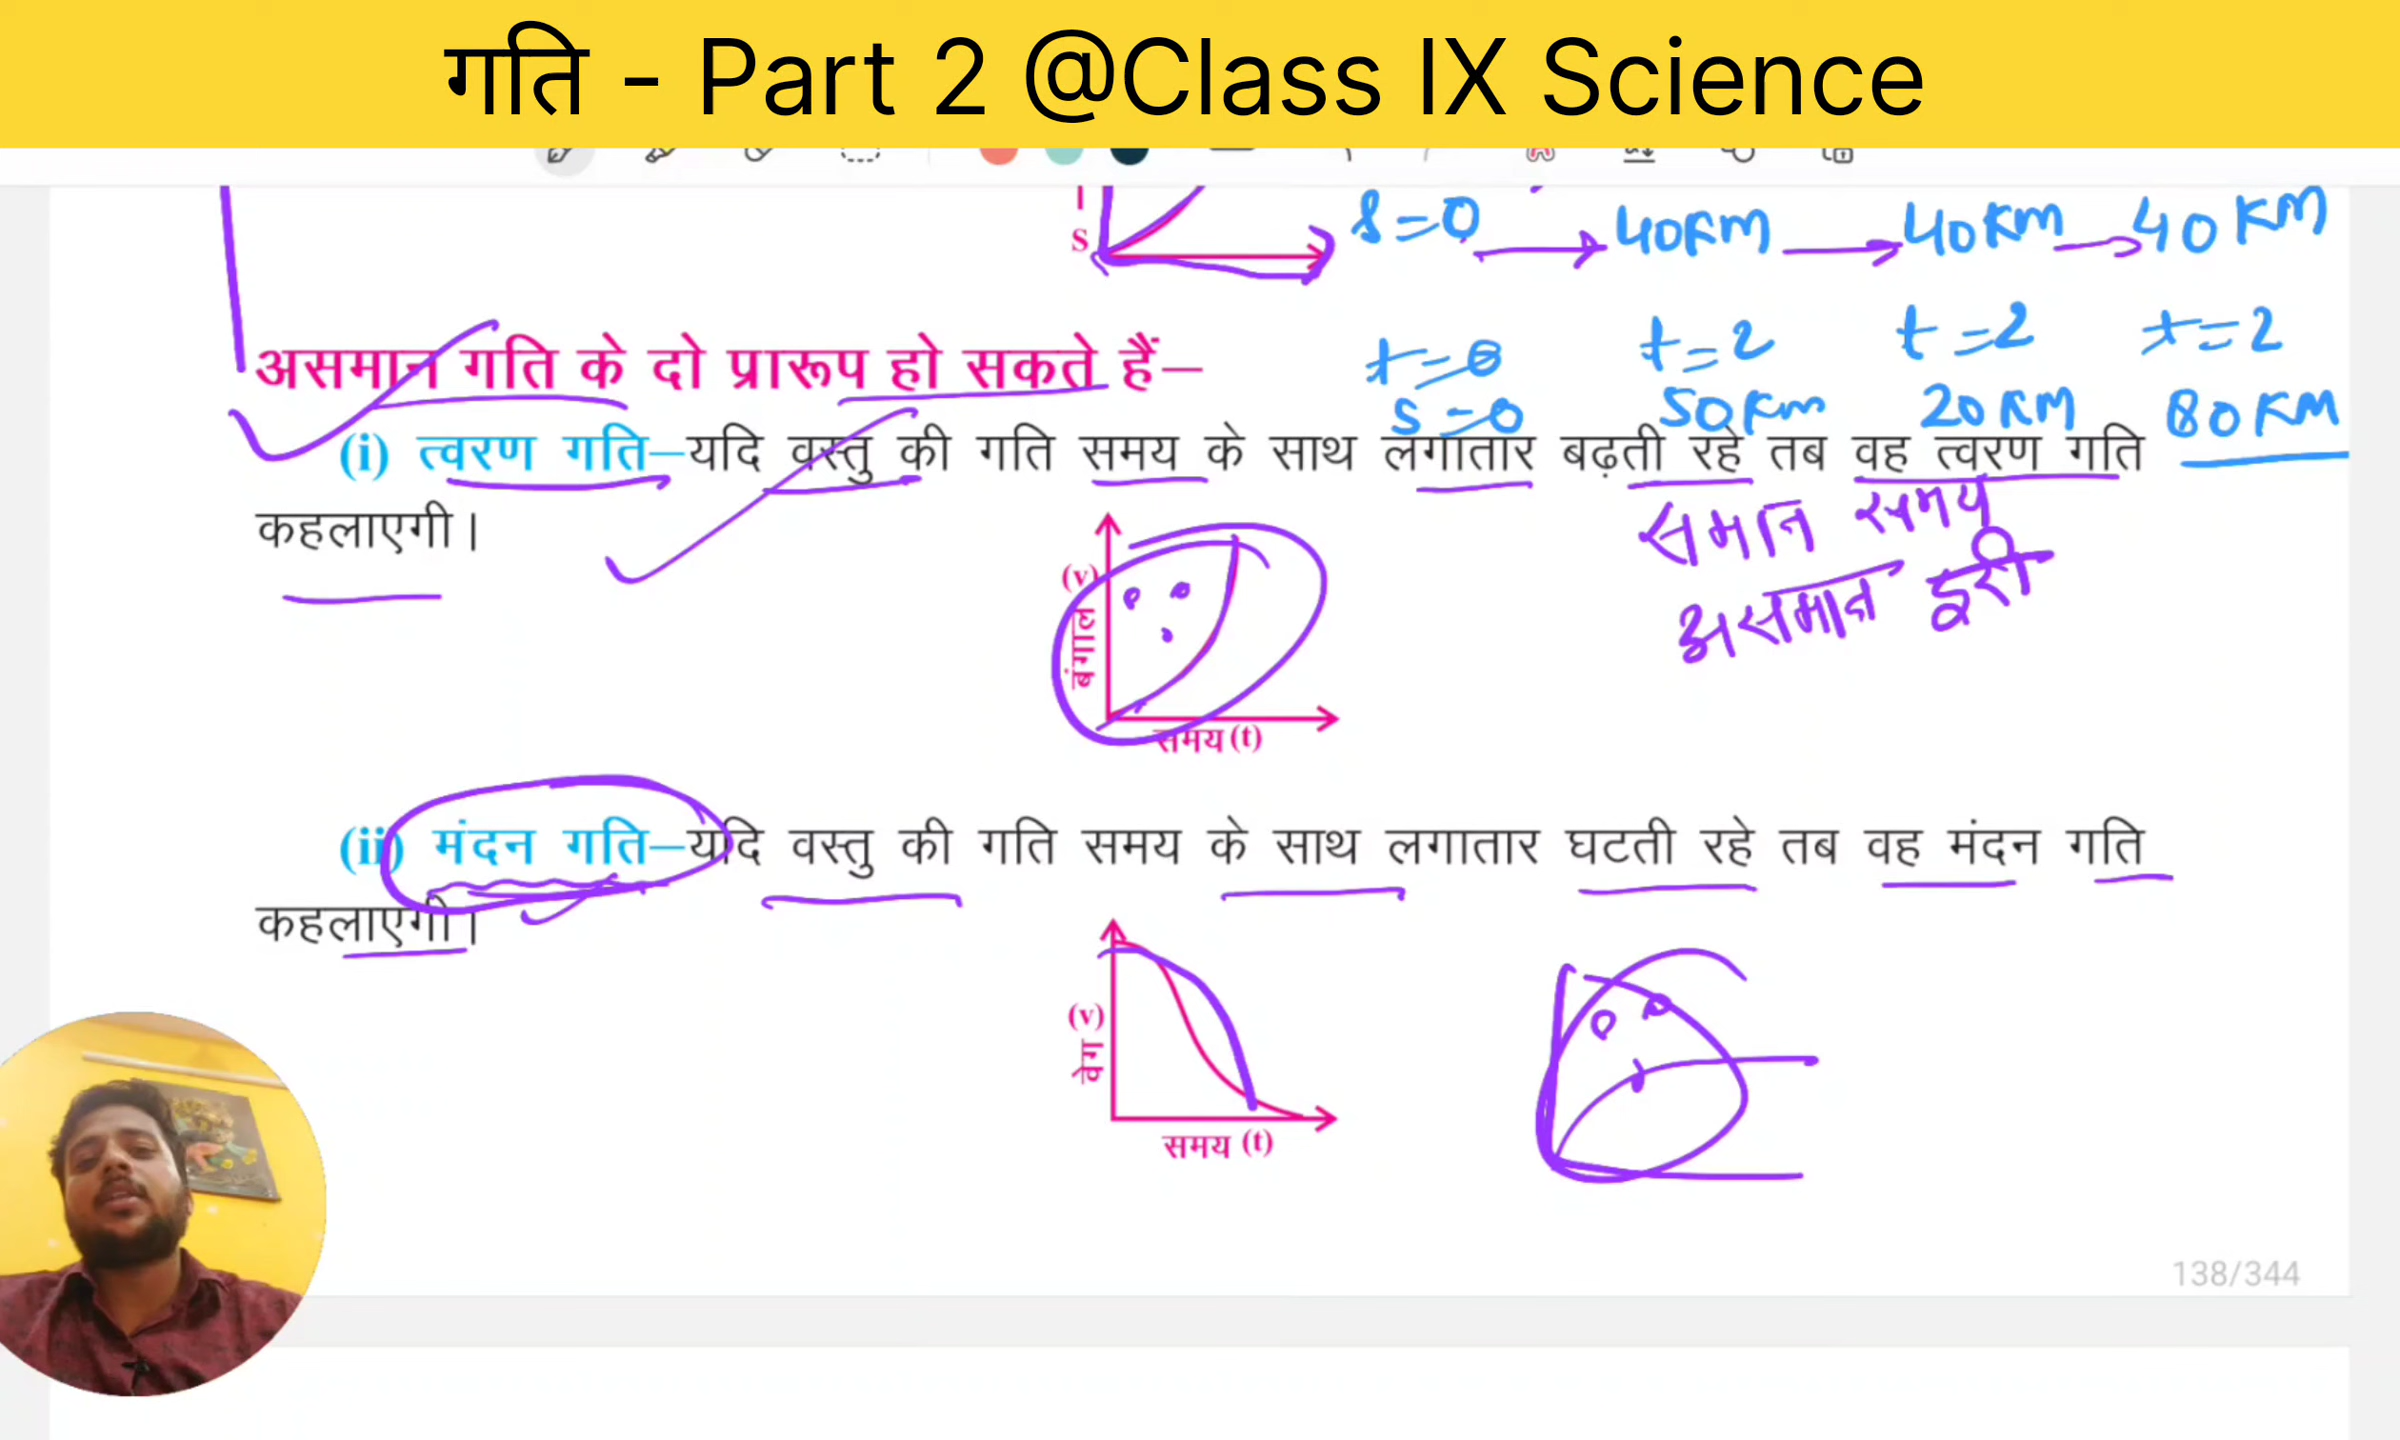 गति - Part 2 @Class IX Science
S
s=0 40KM 40KM 40KM
असमान गति के दो प्रारूप हो सकते हैं—
t=0 t=2 t=2 t=2
s=0 50Km 20KM 80KM
(i) त्वरण गति—यदि वस्तु की गति समय के साथ लगातार बढ़ती रहे तब वह त्वरण गति
कहलाएगी।
समान समय
असमान दूरी
बंगाल (v)
समय (t)
(ii) मंदन गति—यदि वस्तु की गति समय के साथ लगातार घटती रहे तब वह मंदन गति
कहलाएगी।
वेग (v)
समय (t)
138/344